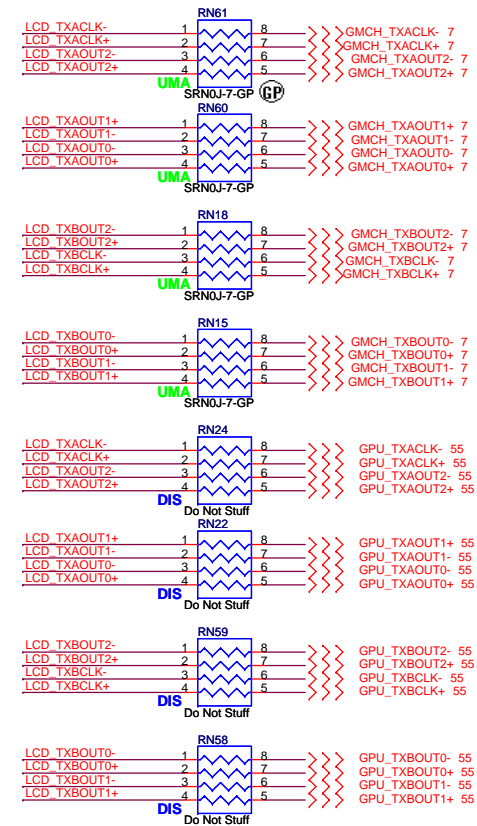 RN61
LCD_TXACLK- 1 8 GMCH_TXACLK- 7
LCD_TXACLK+ 2 7 GMCH_TXACLK+ 7
LCD_TXAOUT2- 3 6 GMCH_TXAOUT2- 7
LCD_TXAOUT2+ 4 5 GMCH_TXAOUT2+ 7
UMA SRN0J-7-GP GP
RN60
LCD_TXAOUT1+ 1 8 GMCH_TXAOUT1+ 7
LCD_TXAOUT1- 2 7 GMCH_TXAOUT1- 7
LCD_TXAOUT0- 3 6 GMCH_TXAOUT0- 7
LCD_TXAOUT0+ 4 5 GMCH_TXAOUT0+ 7
UMA SRN0J-7-GP
RN18
LCD_TXBOUT2- 1 8 GMCH_TXBOUT2- 7
LCD_TXBOUT2+ 2 7 GMCH_TXBOUT2+ 7
LCD_TXBCLK- 3 6 GMCH_TXBCLK- 7
LCD_TXBCLK+ 4 5 GMCH_TXBCLK+ 7
UMA SRN0J-7-GP
RN15
LCD_TXBOUT0- 1 8 GMCH_TXBOUT0- 7
LCD_TXBOUT0+ 2 7 GMCH_TXBOUT0+ 7
LCD_TXBOUT1- 3 6 GMCH_TXBOUT1- 7
LCD_TXBOUT1+ 4 5 GMCH_TXBOUT1+ 7
UMA SRN0J-7-GP
RN24
LCD_TXACLK- 1 8 GPU_TXACLK- 55
LCD_TXACLK+ 2 7 GPU_TXACLK+ 55
LCD_TXAOUT2- 3 6 GPU_TXAOUT2- 55
LCD_TXAOUT2+ 4 5 GPU_TXAOUT2+ 55
DIS Do Not Stuff
RN22
LCD_TXAOUT1+ 1 8 GPU_TXAOUT1+ 55
LCD_TXAOUT1- 2 7 GPU_TXAOUT1- 55
LCD_TXAOUT0- 3 6 GPU_TXAOUT0- 55
LCD_TXAOUT0+ 4 5 GPU_TXAOUT0+ 55
DIS Do Not Stuff
RN59
LCD_TXBOUT2- 1 8 GPU_TXBOUT2- 55
LCD_TXBOUT2+ 2 7 GPU_TXBOUT2+ 55
LCD_TXBCLK- 3 6 GPU_TXBCLK- 55
LCD_TXBCLK+ 4 5 GPU_TXBCLK+ 55
DIS Do Not Stuff
RN58
LCD_TXBOUT0- 1 8 GPU_TXBOUT0- 55
LCD_TXBOUT0+ 2 7 GPU_TXBOUT0+ 55
LCD_TXBOUT1- 3 6 GPU_TXBOUT1- 55
LCD_TXBOUT1+ 4 5 GPU_TXBOUT1+ 55
DIS Do Not Stuff